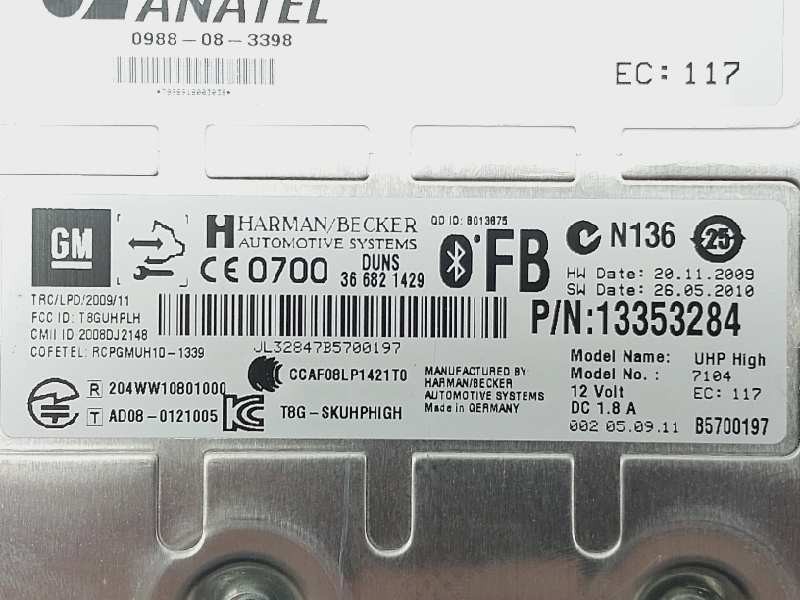 ANATEL
0988-08-3398
EC: 117
GM
HARMAN/BECKER
AUTOMOTIVE SYSTEMS
CE 0700
DUNS
36 682 1429
QD ID: B013875
FB
N136
25
HW Date: 20.11.2009
SW Date: 26.05.2010
P/N:13353284
TRC/LPD/2009/11
FCC ID: T8GUHPLH
CMII ID 2008DJ2148
COFETEL: RCPGMUH10-1339
JL32847B5700197
R 204WW10801000
T AD08-0121005
CCAF08LP1421T0
T8G-SKUHPHIGH
MANUFACTURED BY
HARMAN/BECKER
AUTOMOTIVE SYSTEMS
Made in GERMANY
Model Name: UHP High
Model No.: 7104
12 Volt EC: 117
DC 1.8 A
002 05.09.11 B5700197